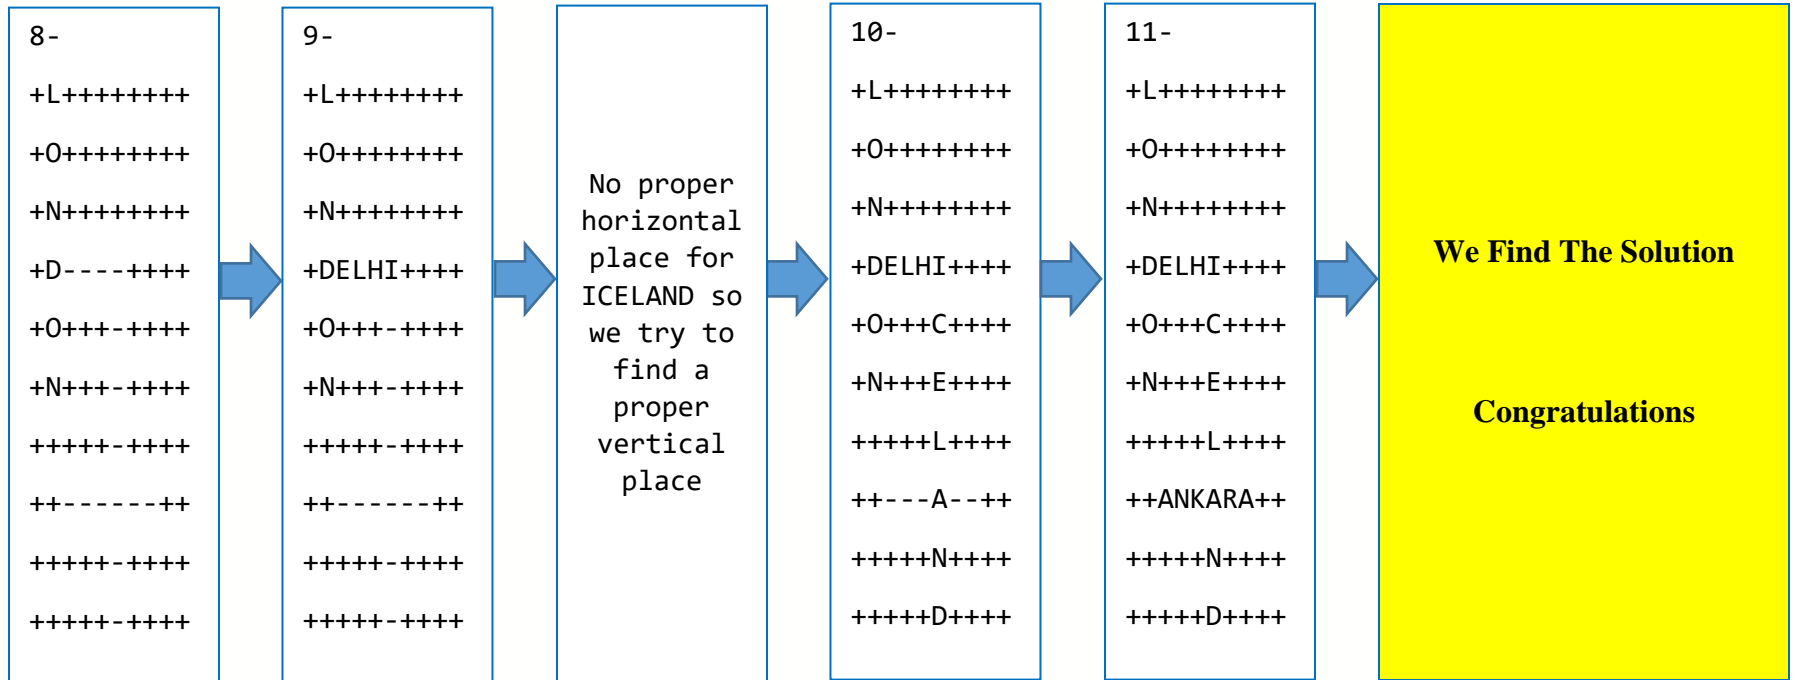 8-
+L++++++++
+O++++++++
+N++++++++
+D----++++
+O+++-++++
+N+++-++++
+++++-++++
++------++
+++++-++++
+++++-++++
9-
+L++++++++
+O++++++++
+N++++++++
+DELHI++++
+O+++-++++
+N+++-++++
+++++-++++
++------++
+++++-++++
+++++-++++
No proper
horizontal
place for
ICELAND so
we try to
find a
proper
vertical
place
10-
+L++++++++
+O++++++++
+N++++++++
+DELHI++++
+O+++C++++
+N+++E++++
+++++L++++
++---A--++
+++++N++++
+++++D++++
11-
+L++++++++
+O++++++++
+N++++++++
+DELHI++++
+O+++C++++
+N+++E++++
+++++L++++
++ANKARA++
+++++N++++
+++++D++++
We Find The Solution
Congratulations